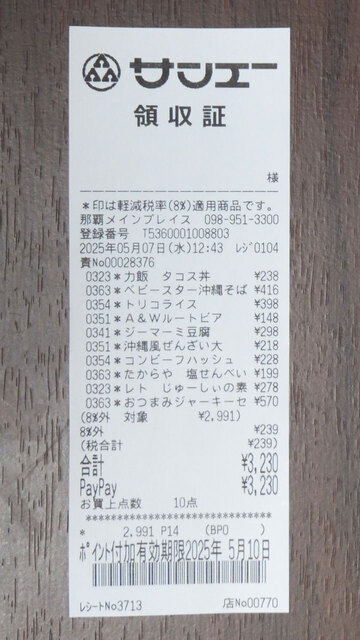 サンエー
領収証
様
*印は軽減税率(8%)適用商品です。
那覇メインプレイス 098-951-3300
登録番号 T5360001008803
2025年05月07日(水)12:43 レジ0104
責No00028376
0323*力飯 タコス丼 ¥238
0363*ベビースター沖縄そば ¥416
0354*トリコライス ¥398
0351*A&Wルートビア ¥148
0341*ジーマーミ豆腐 ¥298
0351*沖縄風ぜんざい大 ¥218
0354*コンビーフハッシュ ¥228
0363*たからや 塩せんべい ¥199
0323*レト じゅーしぃの素 ¥278
0363*おつまみジャーキーセ ¥570
(8%外 対象 ¥2,991)
8%外 ¥239
(税合計 ¥239)
合計 ¥3,230
PayPay ¥3,230
お買上点数 10点
******************************
* 2,991 P14 (BP0 )
ポイント付加有効期限2025年 5月10日
レシートNo3713 店No00770